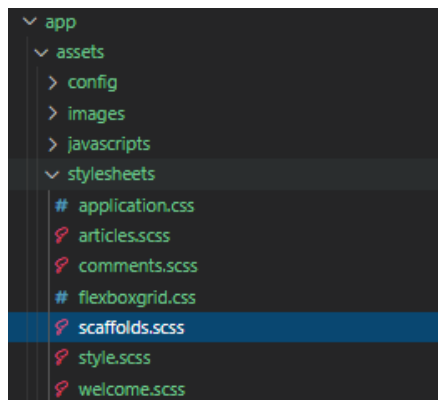 app
assets
config
images
javascripts
stylesheets
# application.css
articles.scss
comments.scss
# flexboxgrid.css
scaffolds.scss
style.scss
welcome.scss